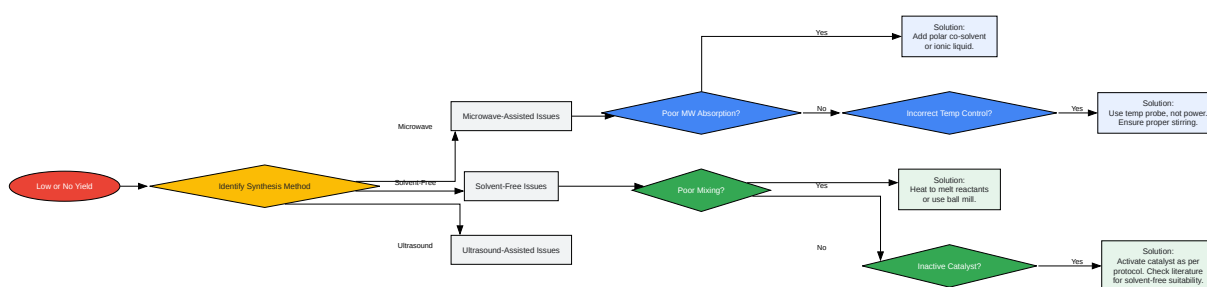 Low or No Yield
Identify Synthesis Method
Microwave
Solvent-Free
Ultrasound
Microwave-Assisted Issues
Solvent-Free Issues
Ultrasound-Assisted Issues
Poor MW Absorption?
Yes
Solution:
Add polar co-solvent
or ionic liquid.
No
Incorrect Temp Control?
Yes
Solution:
Use temp probe, not power.
Ensure proper stirring.
Poor Mixing?
Yes
Solution:
Heat to melt reactants
or use ball mill.
No
Inactive Catalyst?
Yes
Solution:
Activate catalyst as per
protocol. Check literature
for solvent-free suitability.